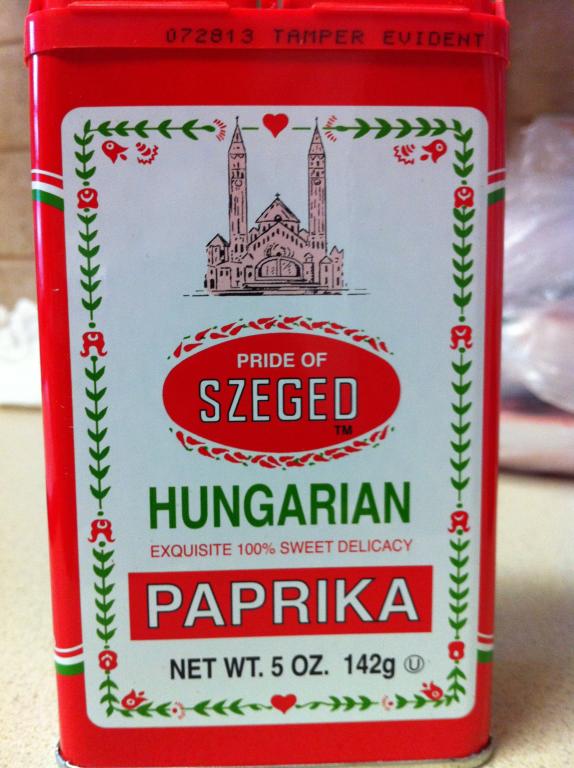 072813 TAMPER EVIDENT
PRIDE OF
SZEGED
TM
HUNGARIAN
EXQUISITE 100% SWEET DELICACY
PAPRIKA
NET WT. 5 OZ. 142g Ⓤ